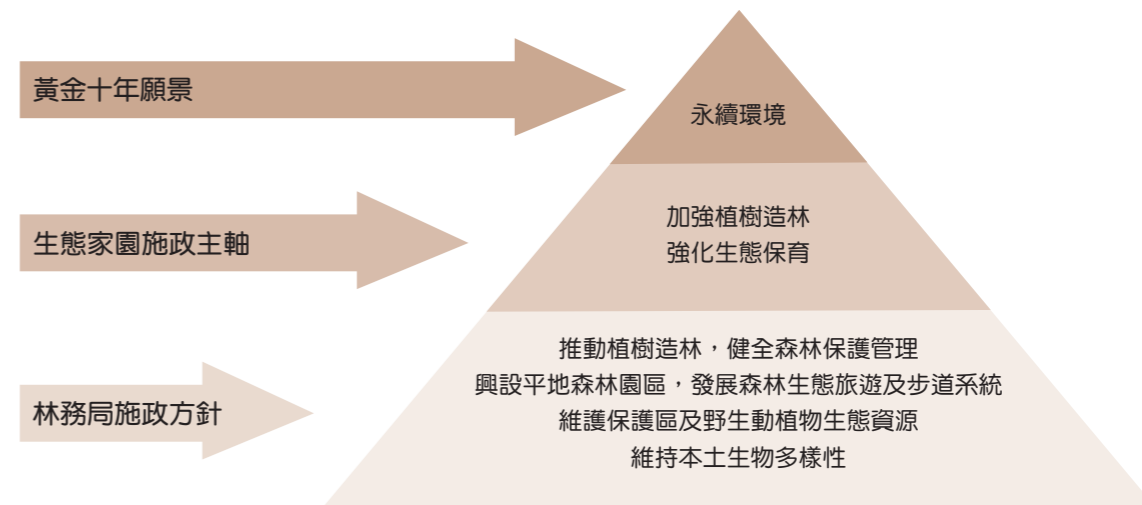 黃金十年願景
永續環境
生態家園施政主軸
加強植樹造林
強化生態保育
林務局施政方針
推動植樹造林，健全森林保護管理
興設平地森林園區，發展森林生態旅遊及步道系統
維護保護區及野生動植物生態資源
維持本土生物多樣性